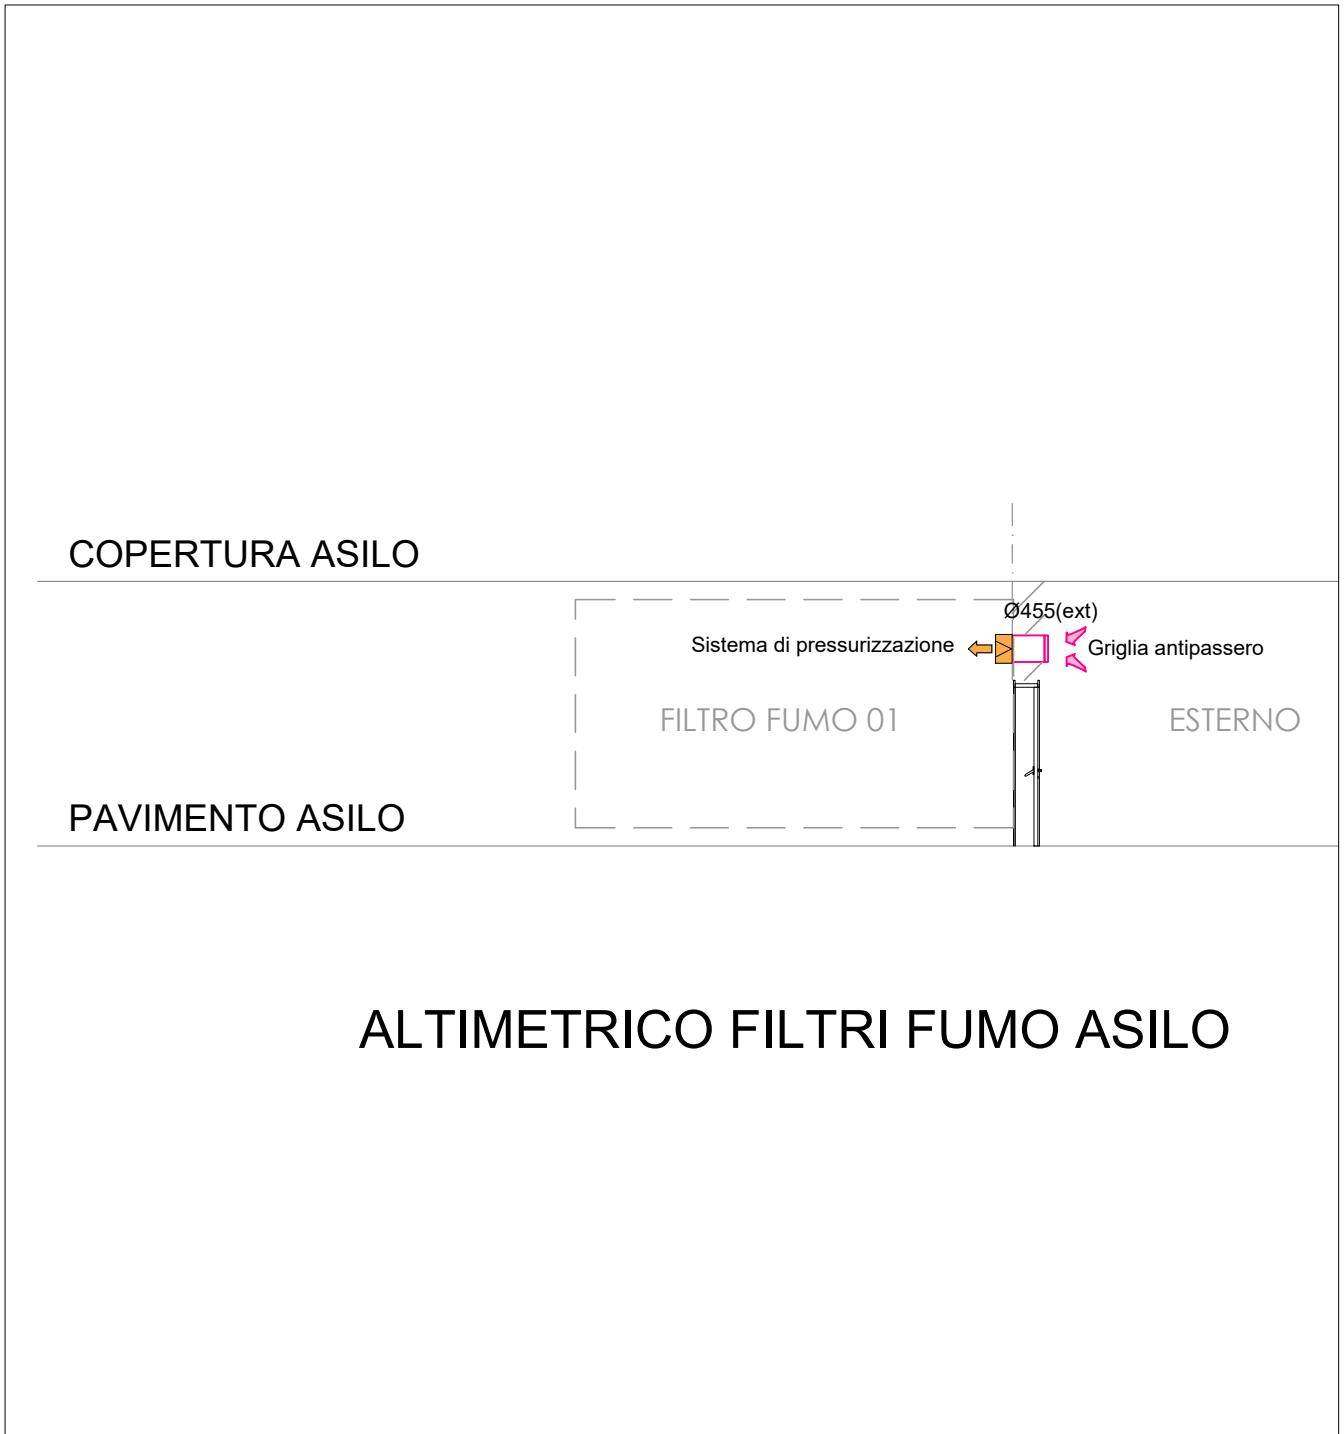 COPERTURA ASILO
Ø455(ext)
Sistema di pressurizzazione
Griglia antipassero
FILTRO FUMO 01
ESTERNO
PAVIMENTO ASILO
ALTIMETRICO FILTRI FUMO ASILO